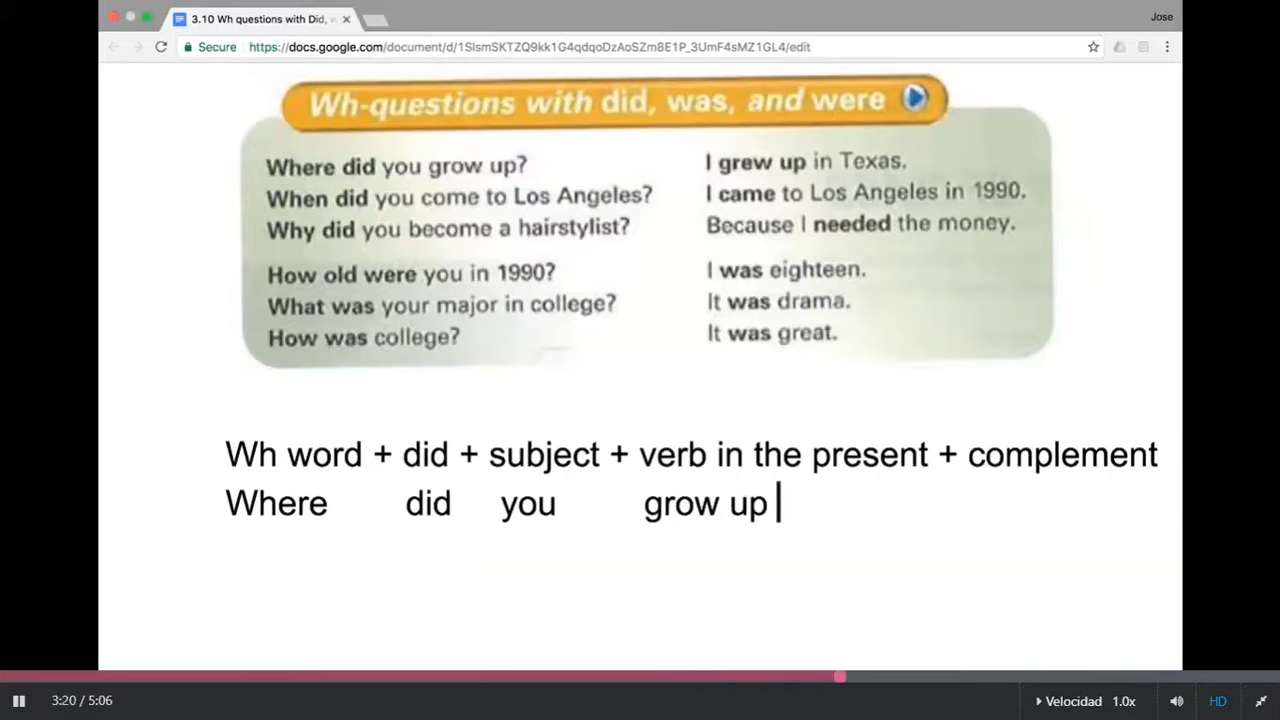 3.10 Wh questions with Did, w
Jose
Secure https://docs.google.com/document/d/1SlsmSKTZQ9kk1G4qdqoDzAoSZm8E1P_3UmF4sMZ1GL4/edit
Wh-questions with did, was, and were
Where did you grow up? I grew up in Texas.
When did you come to Los Angeles? I came to Los Angeles in 1990.
Why did you become a hairstylist? Because I needed the money.
How old were you in 1990? I was eighteen.
What was your major in college? It was drama.
How was college? It was great.
Wh word + did + subject + verb in the present + complement
Where did you grow up
3:20 / 5:06 Velocidad 1.0x HD